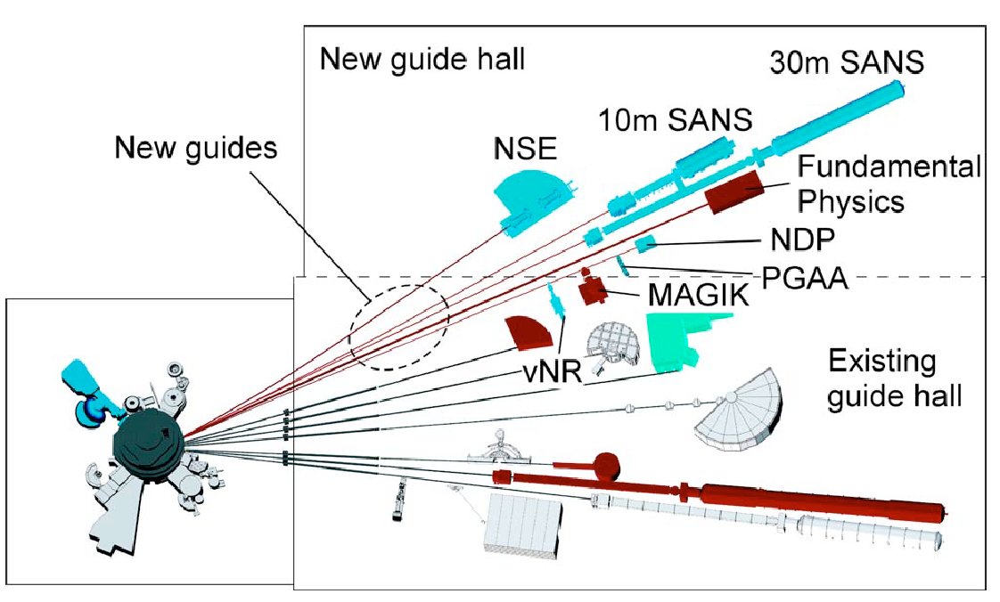 New guide hall
30m SANS
10m SANS
New guides
NSE
Fundamental
Physics
NDP
PGAA
MAGIK
vNR
Existing
guide hall